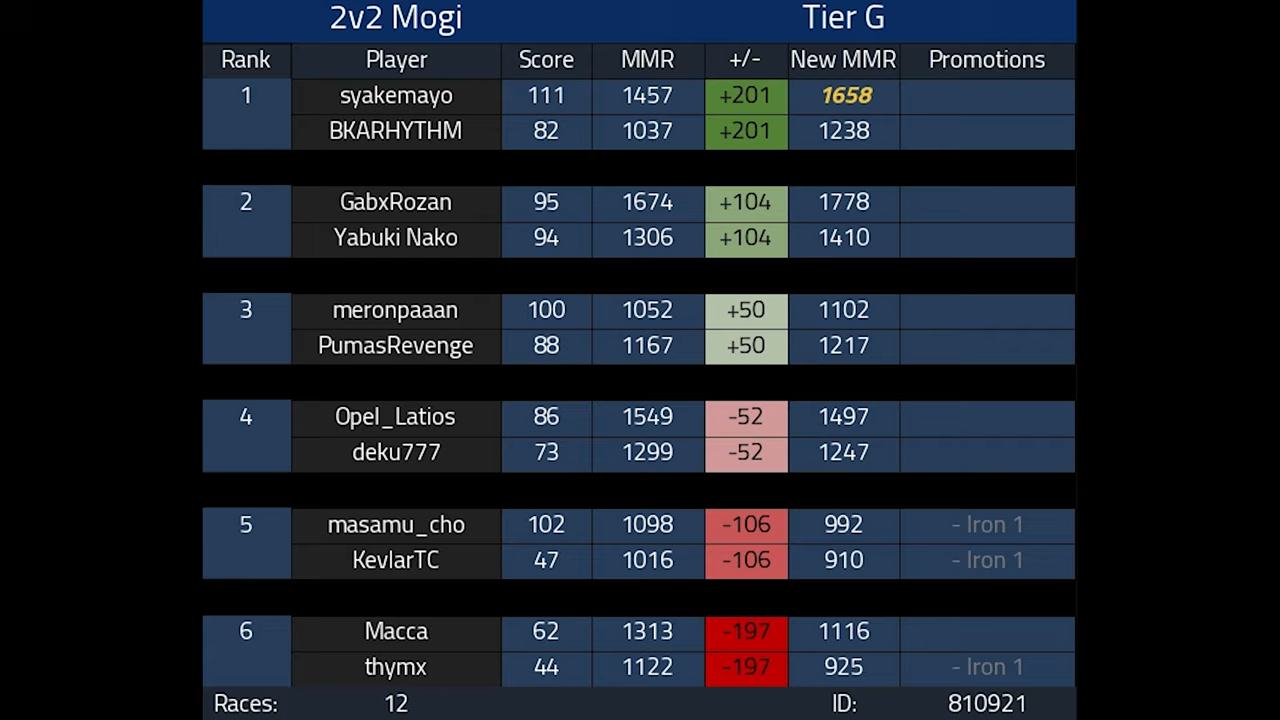 2v2 Mogi Tier G
Rank Player Score MMR +/- New MMR Promotions
1 syakemayo 111 1457 +201 1658
BKARHYTHM 82 1037 +201 1238
2 GabxRozan 95 1674 +104 1778
Yabuki Nako 94 1306 +104 1410
3 meronpaaan 100 1052 +50 1102
PumasRevenge 88 1167 +50 1217
4 Opel_Latios 86 1549 -52 1497
deku777 73 1299 -52 1247
5 masamu_cho 102 1098 -106 992 - Iron 1
KevlarTC 47 1016 -106 910 - Iron 1
6 Macca 62 1313 -197 1116
thymx 44 1122 -197 925 - Iron 1
Races: 12 ID: 810921